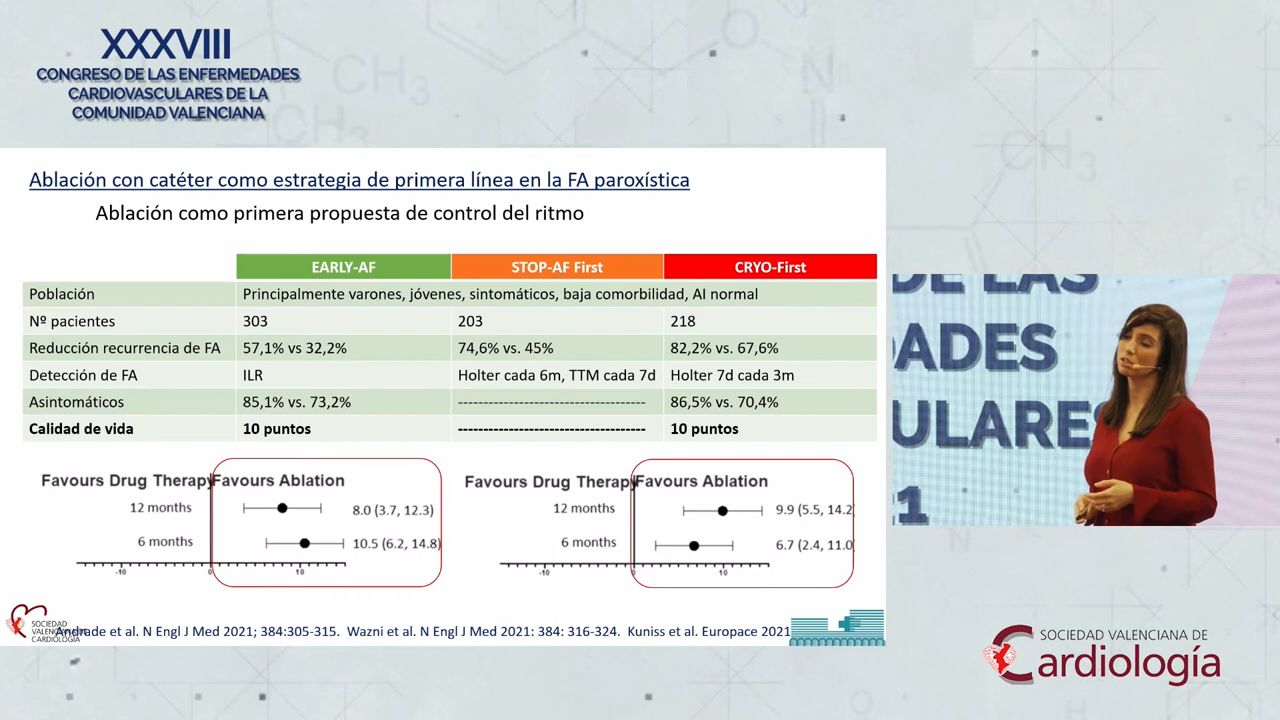 XXXVIII
CONGRESO DE LAS ENFERMEDADES
CARDIOVASCULARES DE LA
COMUNIDAD VALENCIANA
Ablación con catéter como estrategia de primera línea en la FA paroxística
Ablación como primera propuesta de control del ritmo
EARLY-AF STOP-AF First CRYO-First
Población Principalmente varones, jóvenes, sintomáticos, baja comorbilidad, AI normal
Nº pacientes 303 203 218
Reducción recurrencia de FA 57,1% vs 32,2% 74,6% vs. 45% 82,2% vs. 67,6%
Detección de FA ILR Holter cada 6m, TTM cada 7d Holter 7d cada 3m
Asintomáticos 85,1% vs. 73,2% ------------------------------------- 86,5% vs. 70,4%
Calidad de vida 10 puntos ------------------------------------- 10 puntos
Favours Drug Therapy Favours Ablation
12 months 8.0 (3.7, 12.3)
6 months 10.5 (6.2, 14.8)
-10 0 10
Favours Drug Therapy Favours Ablation
12 months 9.9 (5.5, 14.2
6 months 6.7 (2.4, 11.0
-10 0 10
DE LAS
DADES
ULARES
21
SOCIEDAD
VALENCIANA
CARDIOLOGÍA
Andrade et al. N Engl J Med 2021; 384:305-315. Wazni et al. N Engl J Med 2021: 384: 316-324. Kuniss et al. Europace 2021
SOCIEDAD VALENCIANA DE
Cardiología